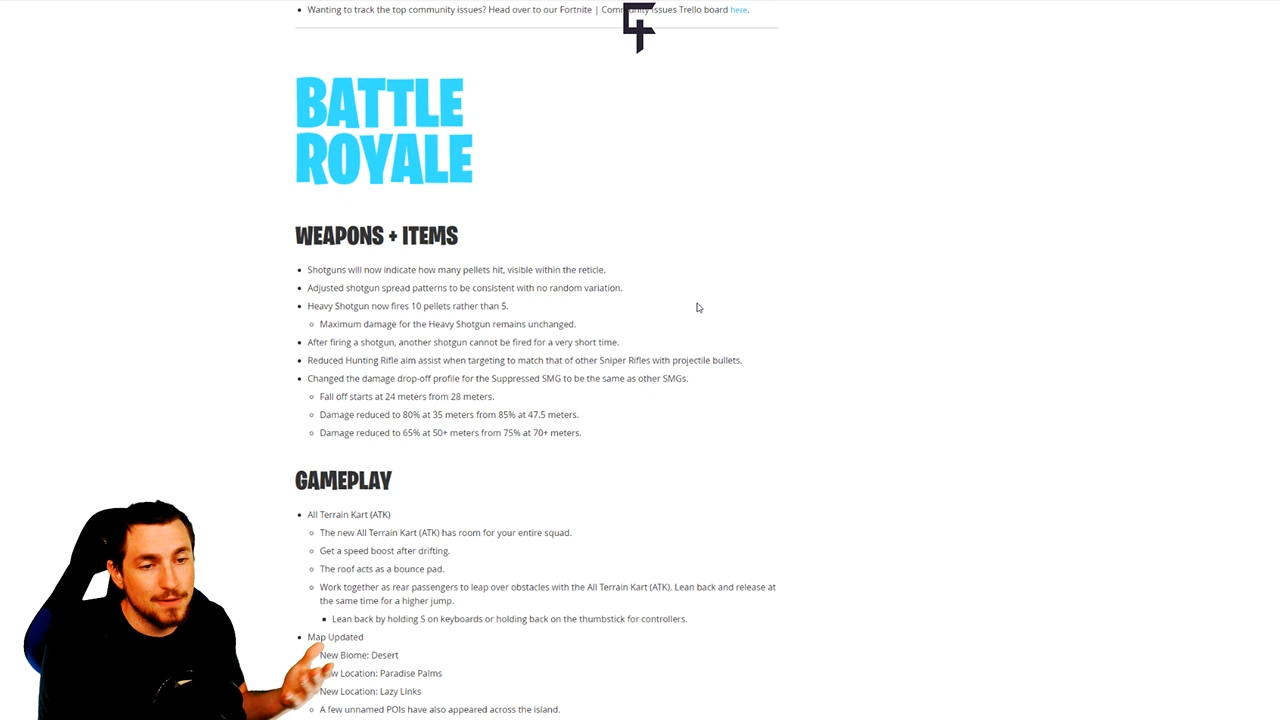 Wanting to track the top community issues? Head over to our Fortnite | Community Issues Trello board here.
BATTLE
ROYALE
WEAPONS + ITEMS
Shotguns will now indicate how many pellets hit, visible within the reticle.
Adjusted shotgun spread patterns to be consistent with no random variation.
Heavy Shotgun now fires 10 pellets rather than 5.
Maximum damage for the Heavy Shotgun remains unchanged.
After firing a shotgun, another shotgun cannot be fired for a very short time.
Reduced Hunting Rifle aim assist when targeting to match that of other Sniper Rifles with projectile bullets.
Changed the damage drop-off profile for the Suppressed SMG to be the same as other SMGs.
Fall off starts at 24 meters from 28 meters.
Damage reduced to 80% at 35 meters from 85% at 47.5 meters.
Damage reduced to 65% at 50+ meters from 75% at 70+ meters.
GAMEPLAY
All Terrain Kart (ATK)
The new All Terrain Kart (ATK) has room for your entire squad.
Get a speed boost after drifting.
The roof acts as a bounce pad.
Work together as rear passengers to leap over obstacles with the All Terrain Kart (ATK). Lean back and release at
the same time for a higher jump.
Lean back by holding S on keyboards or holding back on the thumbstick for controllers.
Map Updated
New Biome: Desert
New Location: Paradise Palms
New Location: Lazy Links
A few unnamed POIs have also appeared across the island.